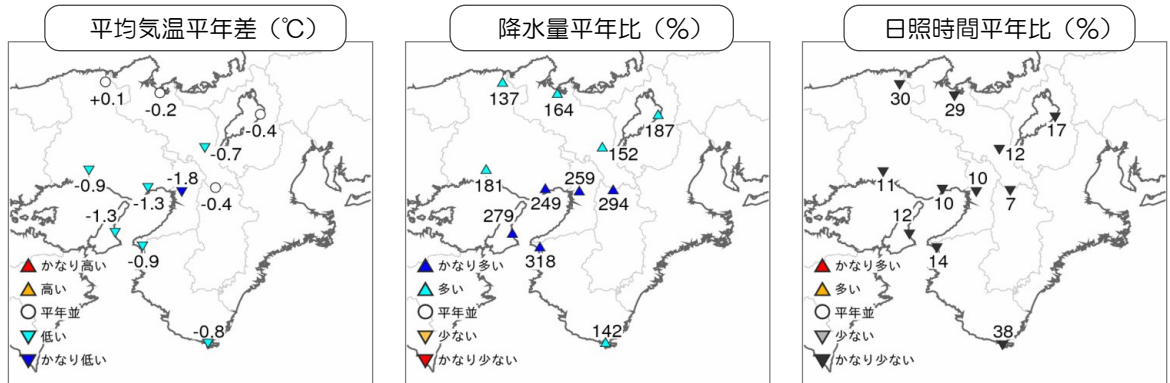 平均気温平年差（℃）
+0.1
-0.2
-0.4
-0.7
-1.8
-0.9
-1.3
-0.4
-1.3
-0.9
-0.8
かなり高い
高い
平年並
低い
かなり低い
降水量平年比（%）
137
164
187
152
259
181
249
294
279
318
142
かなり多い
多い
平年並
少ない
かなり少ない
日照時間平年比（%）
30
29
17
12
11
10
10
7
12
14
38
かなり多い
多い
平年並
少ない
かなり少ない